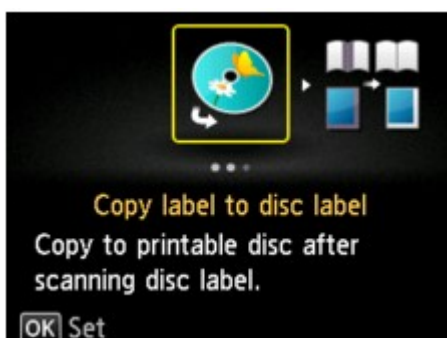 Copy label to disc label
Copy to printable disc after
scanning disc label.
OK Set